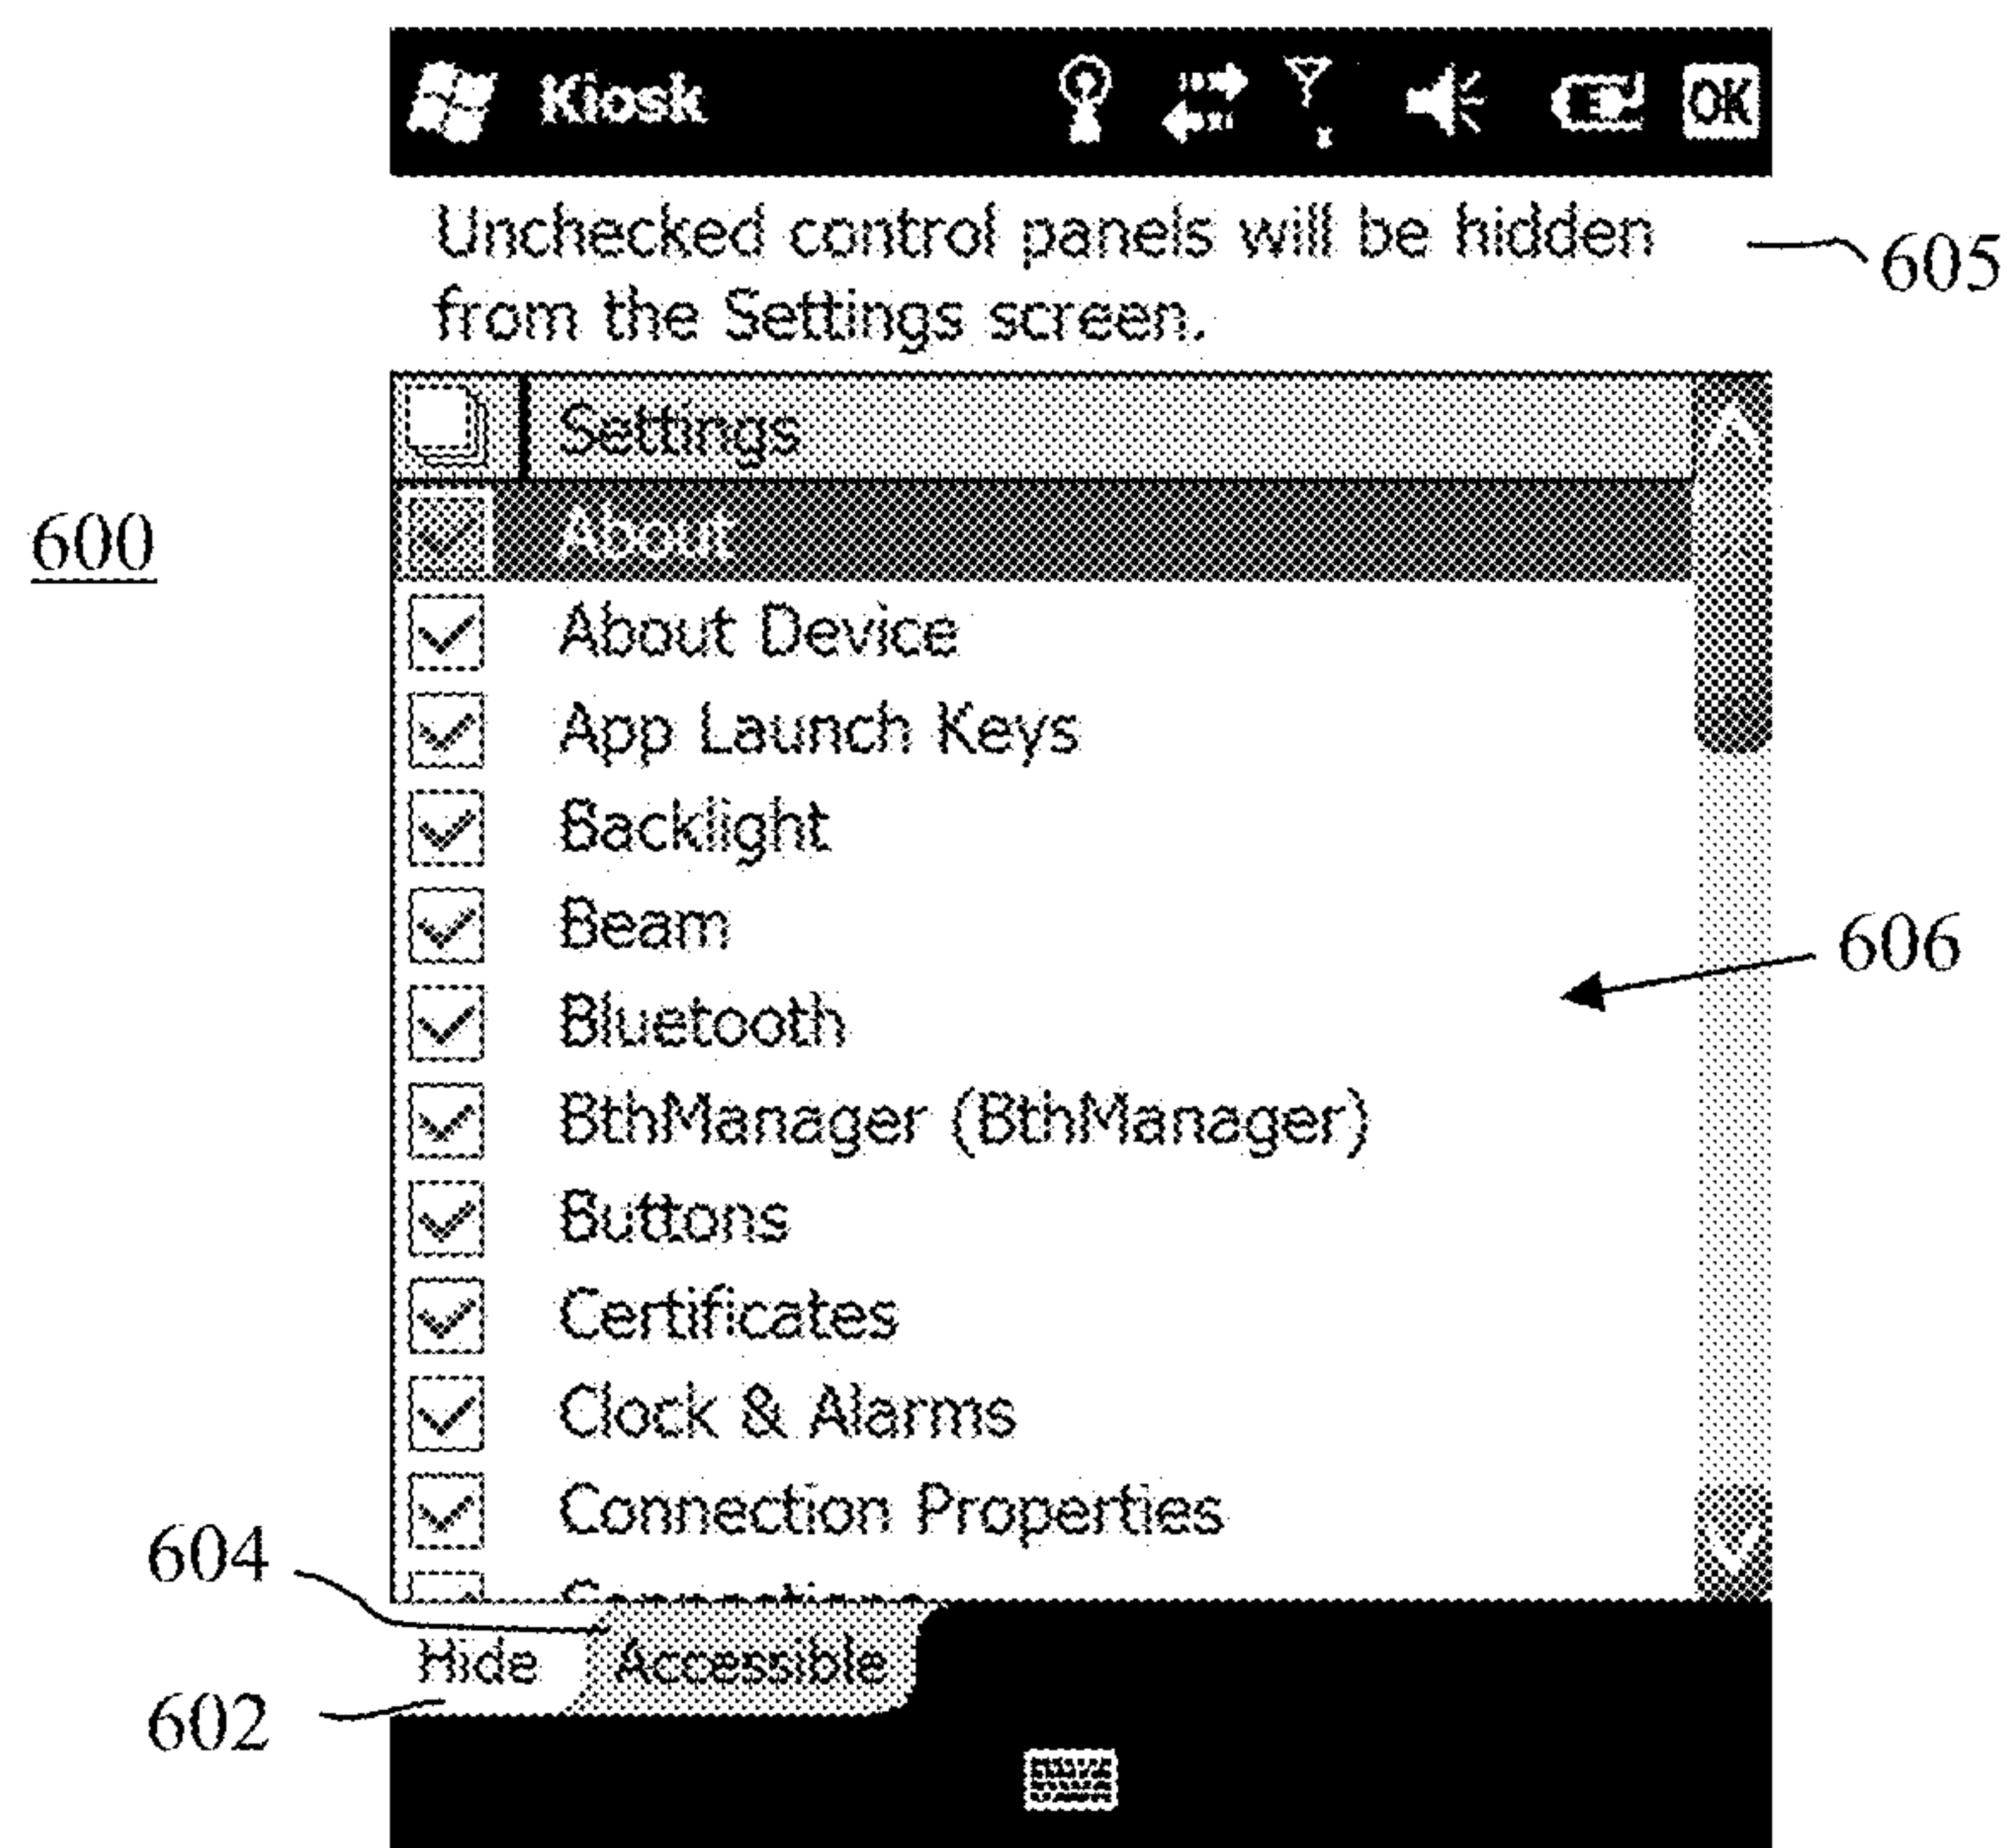 Kiosk OK
Unchecked control panels will be hidden
from the Settings screen.
605
Settings
600
About
About Device
App Launch Keys
Backlight
Beam
606
Bluetooth
BthManager (BthManager)
Buttons
Certificates
Clock & Alarms
Connection Properties
604
Connections
Hide Accessible
602